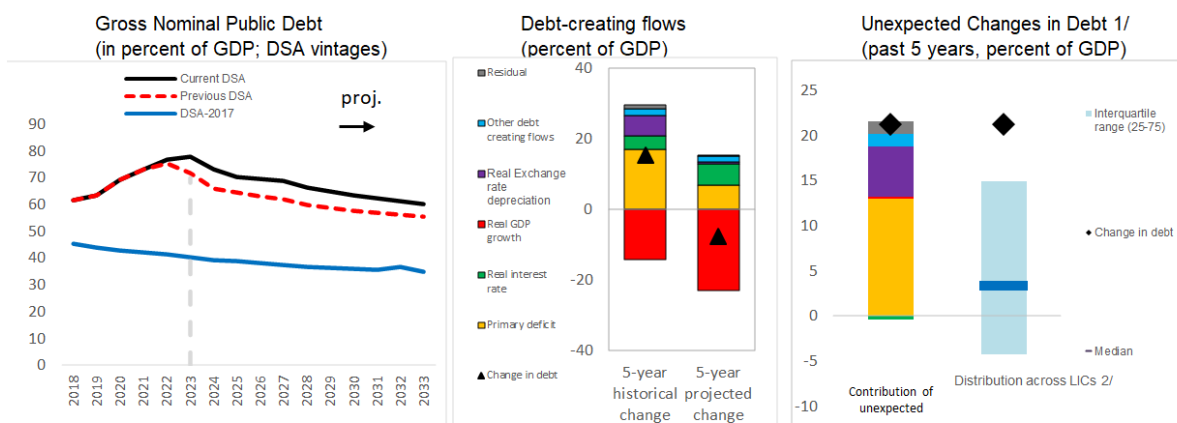 Gross Nominal Public Debt
(in percent of GDP; DSA vintages)
Current DSA
Previous DSA
DSA-2017
proj.
90
80
70
60
50
40
30
20
10
0
2018
2019
2020
2021
2022
2023
2024
2025
2026
2027
2028
2029
2030
2031
2032
2033
Debt-creating flows
(percent of GDP)
Residual
Other debt
creating flows
Real Exchange
rate
depreciation
Real GDP
growth
Real interest
rate
Primary deficit
Change in debt
40
20
0
-20
-40
5-year
historical
change
5-year
projected
change
Unexpected Changes in Debt 1/
(past 5 years, percent of GDP)
25
20
15
10
5
0
-5
-10
Interquartile
range (25-75)
Change in debt
Median
Contribution of
unexpected
Distribution across LICs 2/